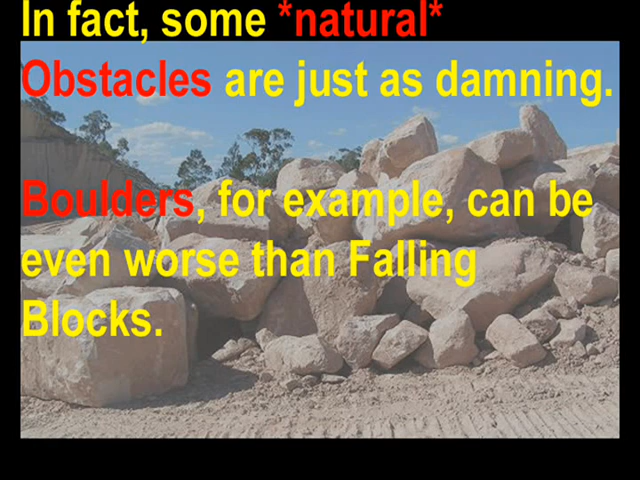 In fact, some *natural*
Obstacles are just as damning.
Boulders, for example, can be
even worse than Falling
Blocks.